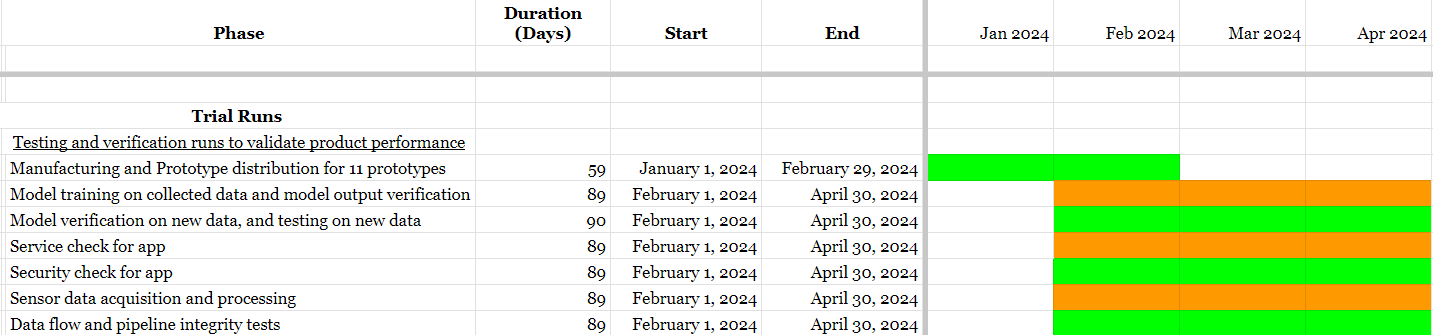 Phase Duration (Days) Start End Jan 2024 Feb 2024 Mar 2024 Apr 2024
Trial Runs
Testing and verification runs to validate product performance
Manufacturing and Prototype distribution for 11 prototypes 59 January 1, 2024 February 29, 2024
Model training on collected data and model output verification 89 February 1, 2024 April 30, 2024
Model verification on new data, and testing on new data 90 February 1, 2024 April 30, 2024
Service check for app 89 February 1, 2024 April 30, 2024
Security check for app 89 February 1, 2024 April 30, 2024
Sensor data acquisition and processing 89 February 1, 2024 April 30, 2024
Data flow and pipeline integrity tests 89 February 1, 2024 April 30, 2024